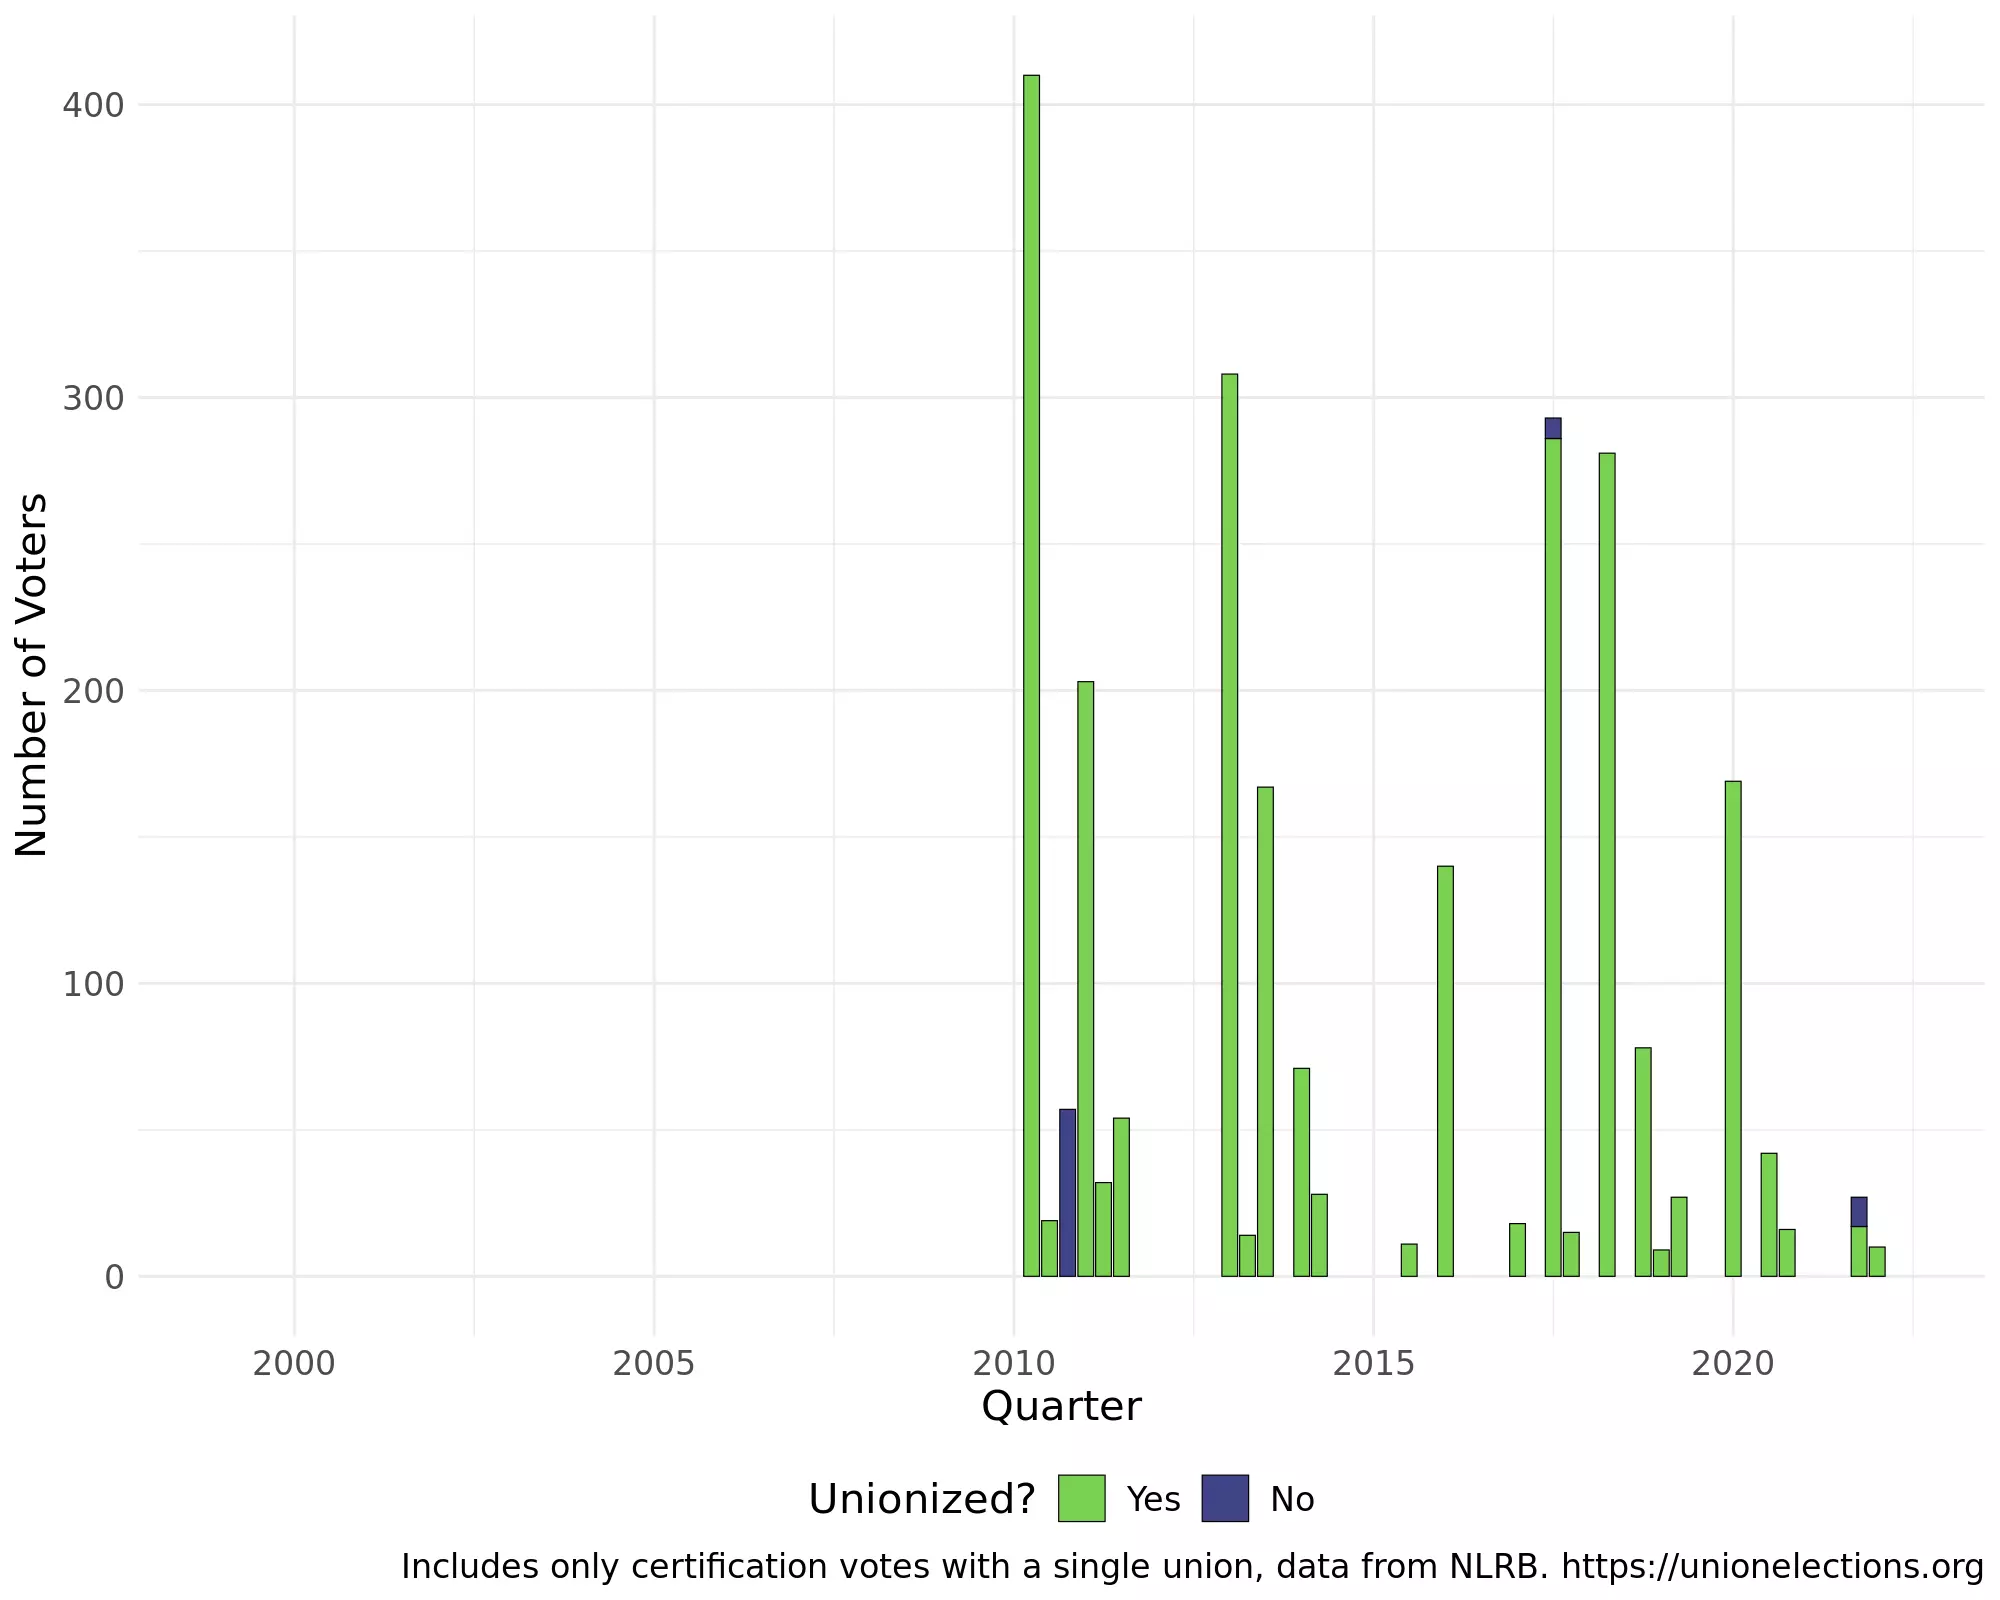 400
300
200
100
0
Number of Voters
2000 2005 2010 2015 2020
Quarter
Unionized? Yes No
Includes only certification votes with a single union, data from NLRB. https://unionelections.org